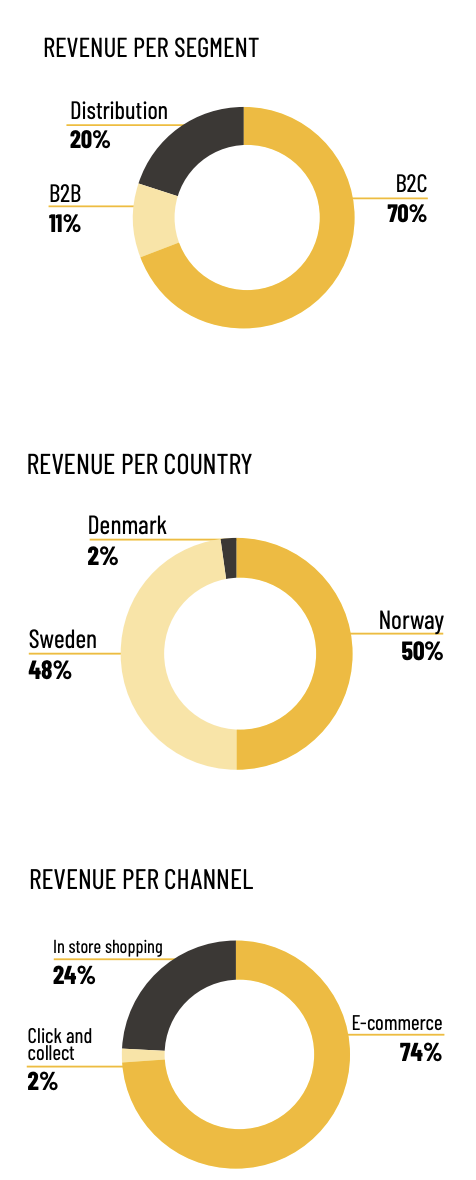 REVENUE PER SEGMENT
Distribution
20%
B2B
11%
B2C
70%
REVENUE PER COUNTRY
Denmark
2%
Sweden
48%
Norway
50%
REVENUE PER CHANNEL
In store shopping
24%
Click and
collect
2%
E-commerce
74%